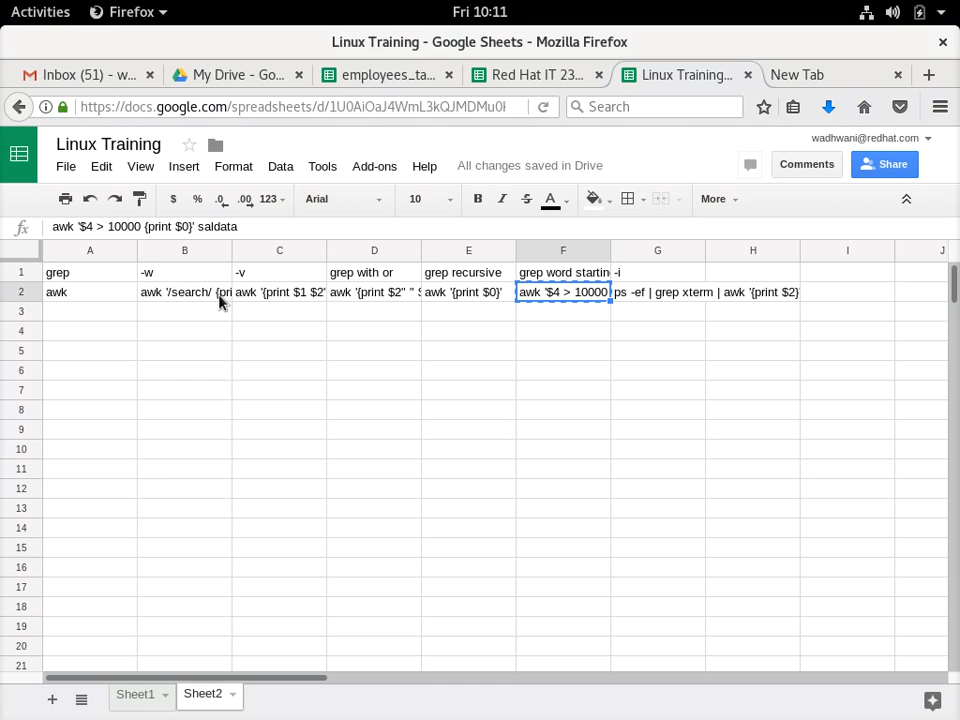 Activities Firefox Fri 10:11
Linux Training - Google Sheets - Mozilla Firefox
Inbox (51) - w... My Drive - Go... employees_ta... Red Hat IT 23... Linux Training... New Tab
https://docs.google.com/spreadsheets/d/1U0AiOaJ4WmL3kQJMDMu0k Search
Linux Training wadhwani@redhat.com
File Edit View Insert Format Data Tools Add-ons Help All changes saved in Drive Comments Share
$ % .0 .00 123 Arial 10 B I S A More
fx awk '$4 > 10000 {print $0}' saldata
A B C D E F G H I J
1 grep -w -v grep with or grep recursive grep word startin -i
2 awk awk '/search/ {pri awk '{print $1 $2' awk '{print $2" " $ awk '{print $0}' awk '$4 > 10000 ps -ef | grep xterm | awk '{print $2}'
3
4
5
6
7
8
9
10
11
12
13
14
15
16
17
18
19
20
21
Sheet1 Sheet2